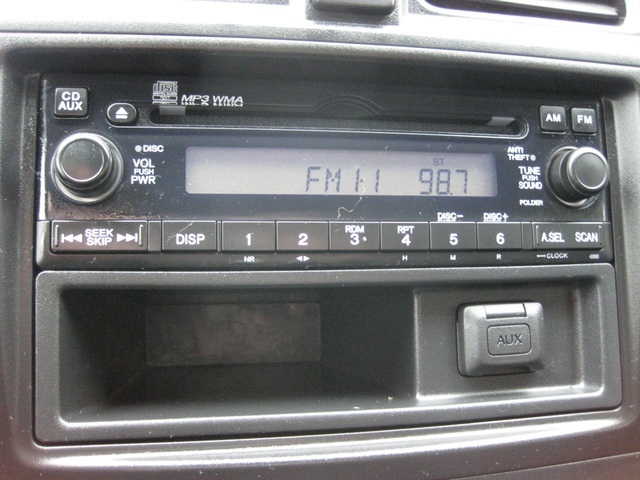 CD
AUX
disc
MP3 WMA
AM
FM
DISC
VOL
PUSH
PWR
ST
FM1-1 98.7
ANTI
THEFT
TUNE
PUSH
SOUND
FOLDER
SEEK
SKIP
DISP
1
2
RDM
3
RPT
4
DISC-
5
DISC+
6
A.SEL
SCAN
NR
H
M
R
CLOCK
AUX